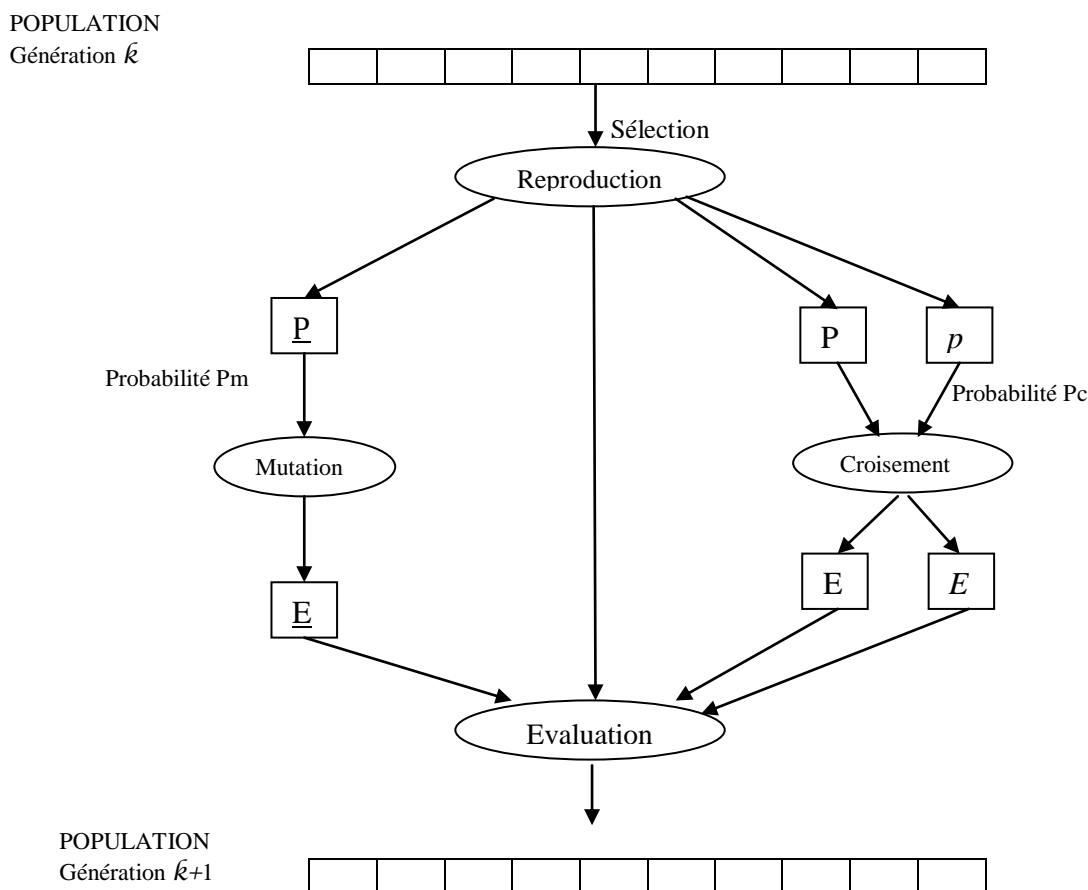 POPULATION
Génération k
Sélection
Reproduction
P
P
p
Probabilité Pm
Probabilité Pc
Mutation
Croisement
E
E
E
Evaluation
POPULATION
Génération k+1